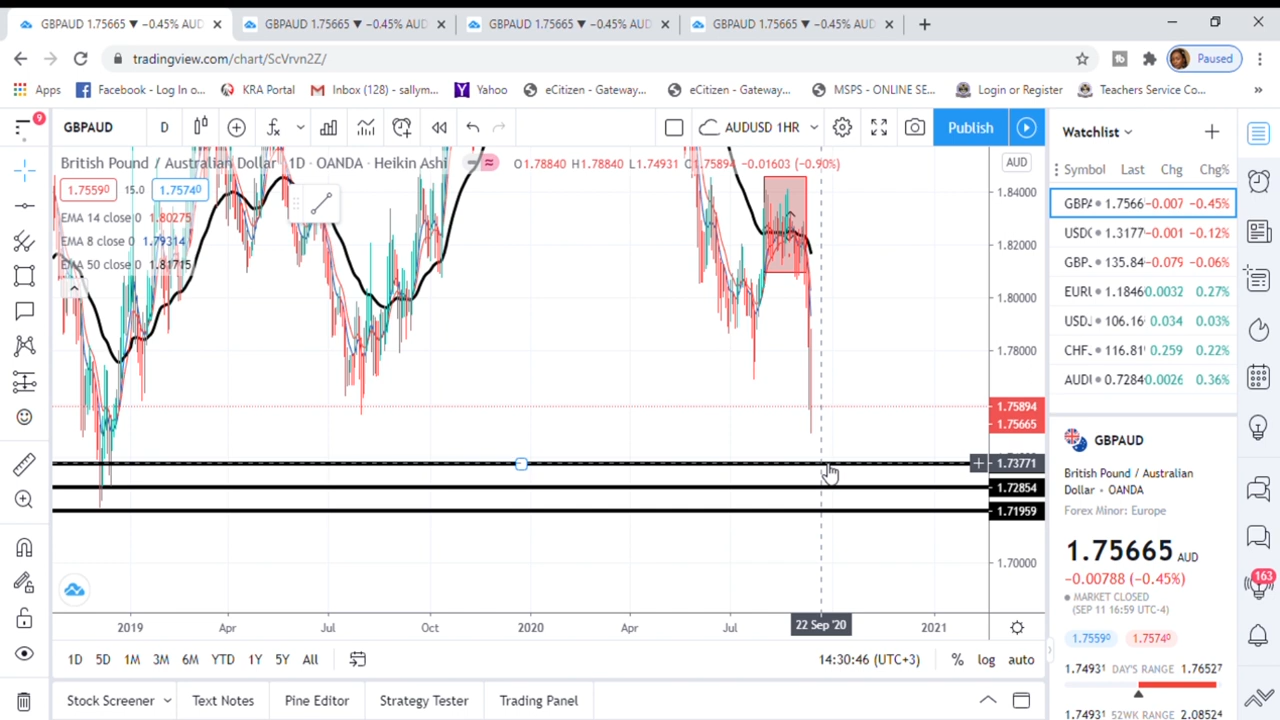 GBPAUD 1.75665 ▼ −0.45% AUD
GBPAUD 1.75665 ▼ −0.45% AUD
GBPAUD 1.75665 ▼ −0.45% AUD
GBPAUD 1.75665 ▼ −0.45% AUD
tradingview.com/chart/ScVrvn2Z/
Paused
Apps
Facebook - Log In o...
KRA Portal
Inbox (128) - sallym...
Yahoo
eCitizen - Gateway...
eCitizen - Gateway...
MSPS - ONLINE SE...
Login or Register
Teachers Service Co...
»
9
GBPAUD
D
AUDUSD 1HR
Publish
Watchlist
British Pound / Australian Dollar 1D · OANDA · Heikin Ashi
O1.78840 H1.78840 L1.74931 C1.75894 −0.01603 (−0.90%)
AUD
1.75590 15.0 1.75740
EMA 14 close 0 1.80275
EMA 8 close 0 1.79314
EMA 50 close 0 1.81715
1.84000
1.82000
1.80000
1.78000
1.75894
1.75665
1.73771
1.72854
1.71959
1.70000
2019
Apr
Jul
Oct
2020
Apr
Jul
22 Sep '20
2021
1D 5D 1M 3M 6M YTD 1Y 5Y All
14:30:46 (UTC+3)
% log auto
Stock Screener
Text Notes
Pine Editor
Strategy Tester
Trading Panel
Symbol Last Chg Chg%
GBPA 1.7566 −0.007 −0.45%
USDC 1.3177 −0.001 −0.12%
GBP. 135.84 −0.079 −0.06%
EURU 1.1846 0.0032 0.27%
USDJ 106.16 0.034 0.03%
CHF. 116.81 0.259 0.22%
AUDU 0.7284 0.0026 0.36%
GBPAUD
British Pound / Australian
Dollar • OANDA
Forex Minor: Europe
1.75665 AUD
−0.00788 (−0.45%)
MARKET CLOSED
(SEP 11 16:59 UTC-4)
1.75590 1.75740
1.74931 DAY'S RANGE 1.76527
1.74931 52WK RANGE 2.08524
163